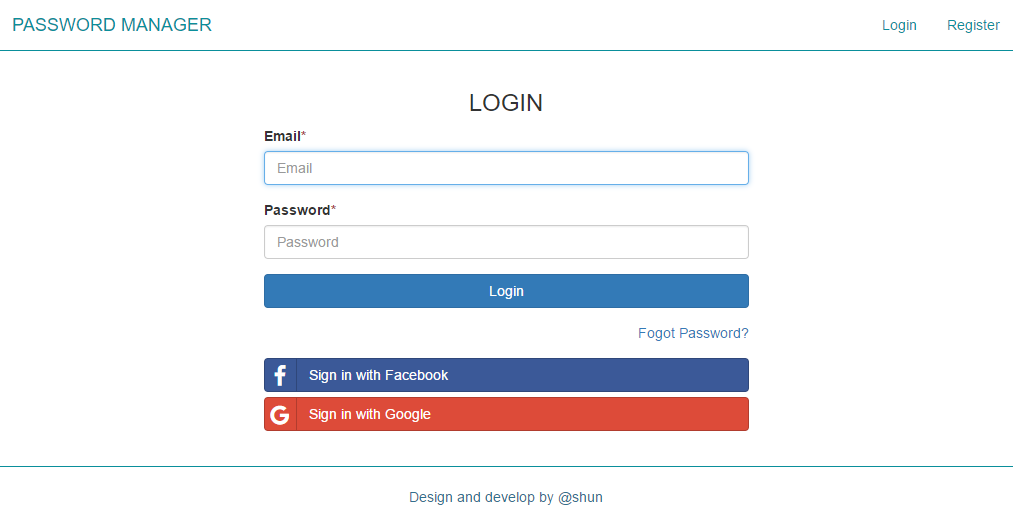 PASSWORD MANAGER Login Register
LOGIN
Email*
Email
Password*
Password
Login
Fogot Password?
Sign in with Facebook
Sign in with Google
Design and develop by @shun